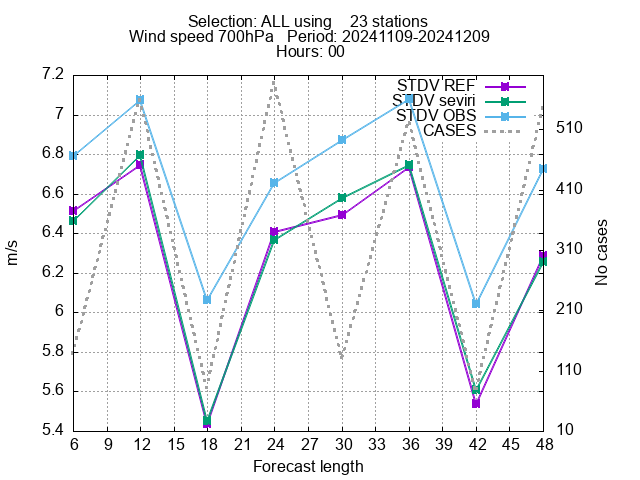 Selection: ALL using    23 stations
Wind speed 700hPa   Period: 20241109-20241209
Hours: 00
STDV REF
STDV seviri
STDV OBS
CASES
7.2
7
6.8
6.6
6.4
6.2
6
5.8
5.6
5.4
m/s
510
410
310
210
110
10
No cases
6 12 15 18 21 24 27 30 33 36 39 42 45 48
Forecast length